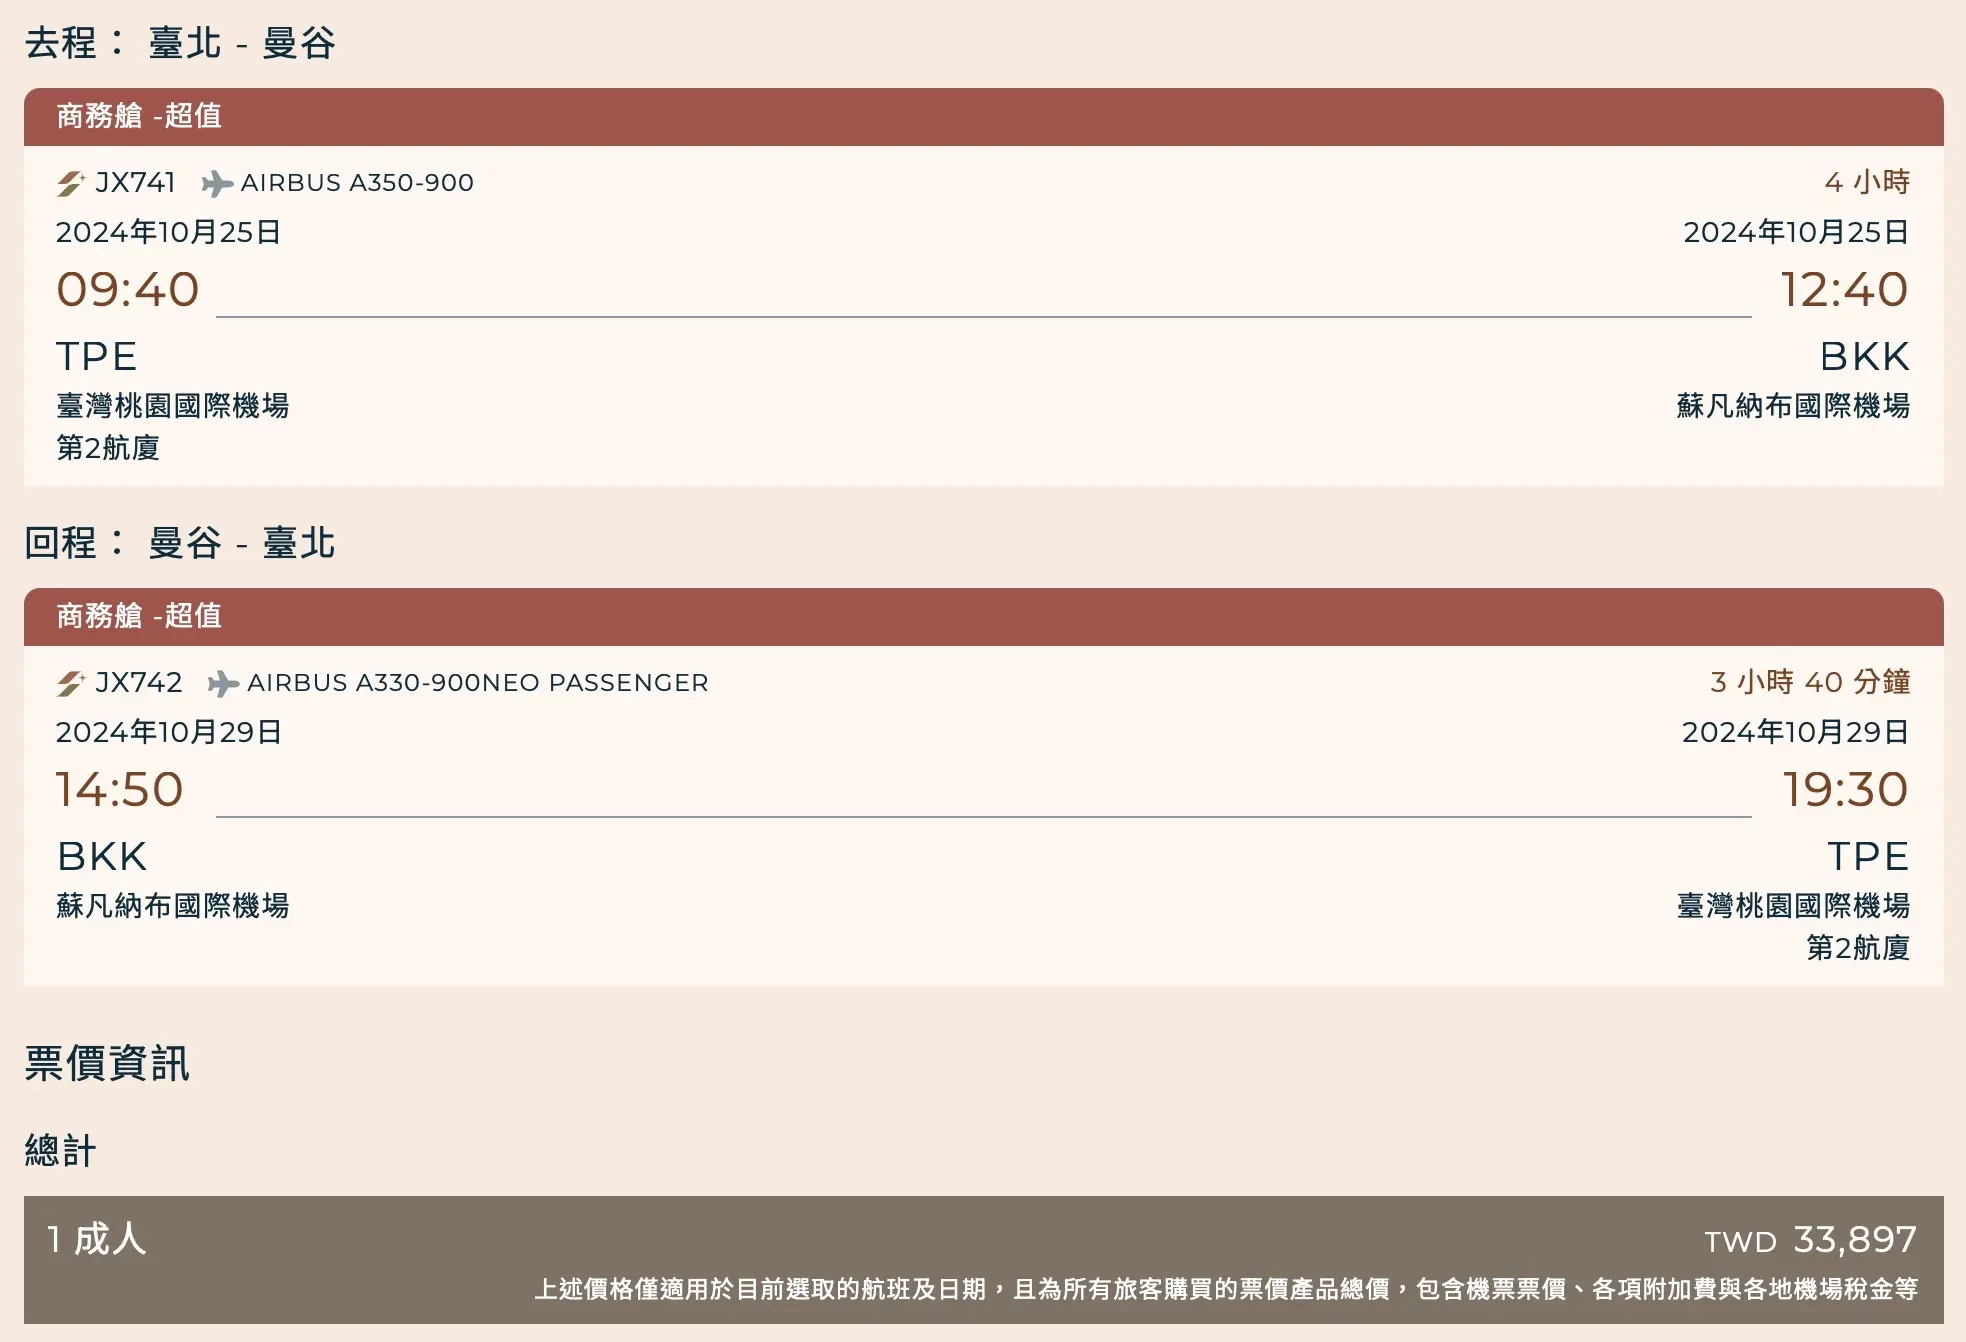 去程： 臺北 - 曼谷
商務艙 -超值
JX741 AIRBUS A350-900 4 小時
2024年10月25日 2024年10月25日
09:40 12:40
TPE BKK
臺灣桃園國際機場 蘇凡納布國際機場
第2航廈
回程： 曼谷 - 臺北
商務艙 -超值
JX742 AIRBUS A330-900NEO PASSENGER 3 小時 40 分鐘
2024年10月29日 2024年10月29日
14:50 19:30
BKK TPE
蘇凡納布國際機場 臺灣桃園國際機場
第2航廈
票價資訊
總計
1 成人 TWD 33,897
上述價格僅適用於目前選取的航班及日期，且為所有旅客購買的票價產品總價，包含機票票價、各項附加費與各地機場稅金等